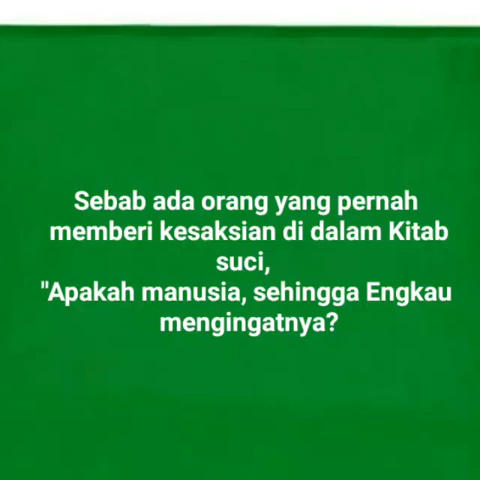 Sebab ada orang yang pernah
memberi kesaksian di dalam Kitab
suci,
"Apakah manusia, sehingga Engkau
mengingatnya?